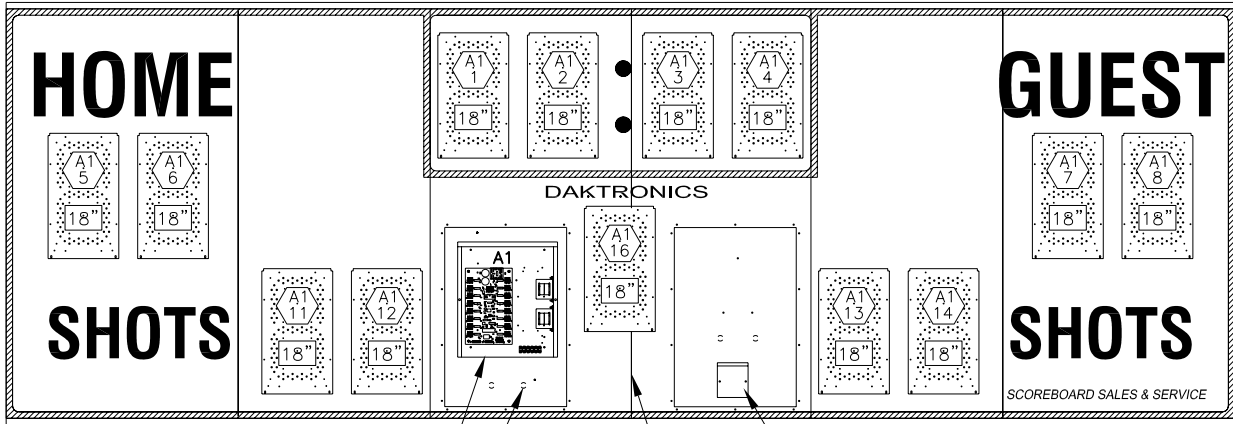 HOME
GUEST
A1
1
18"
A1
2
18"
A1
3
18"
A1
4
18"
A1
5
18"
A1
6
18"
A1
7
18"
A1
8
18"
DAKTRONICS
A1
A1
16
18"
SHOTS
A1
11
18"
A1
12
18"
A1
13
18"
A1
14
18"
SHOTS
SCOREBOARD SALES & SERVICE